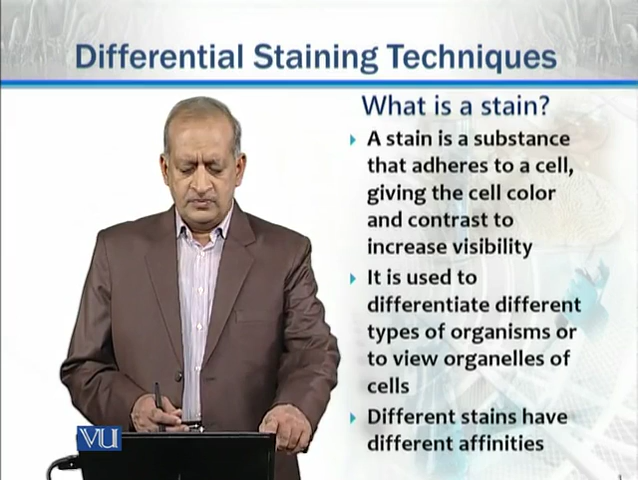 Differential Staining Techniques
What is a stain?
A stain is a substance
that adheres to a cell,
giving the cell color
and contrast to
increase visibility
It is used to
differentiate different
types of organisms or
to view organelles of
cells
Different stains have
different affinities
VU